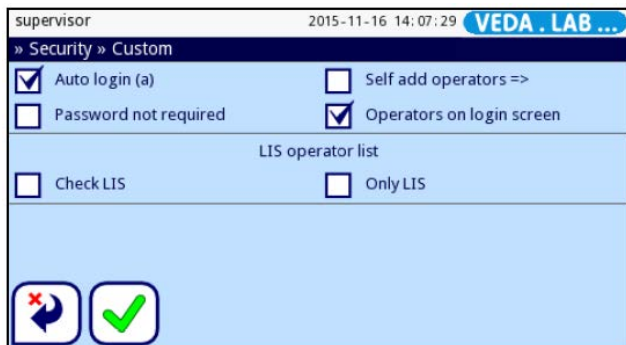 supervisor 2015-11-16 14:07:29 VEDA . LAB ...
» Security » Custom
Auto login (a) Self add operators =>
Password not required Operators on login screen
LIS operator list
Check LIS Only LIS